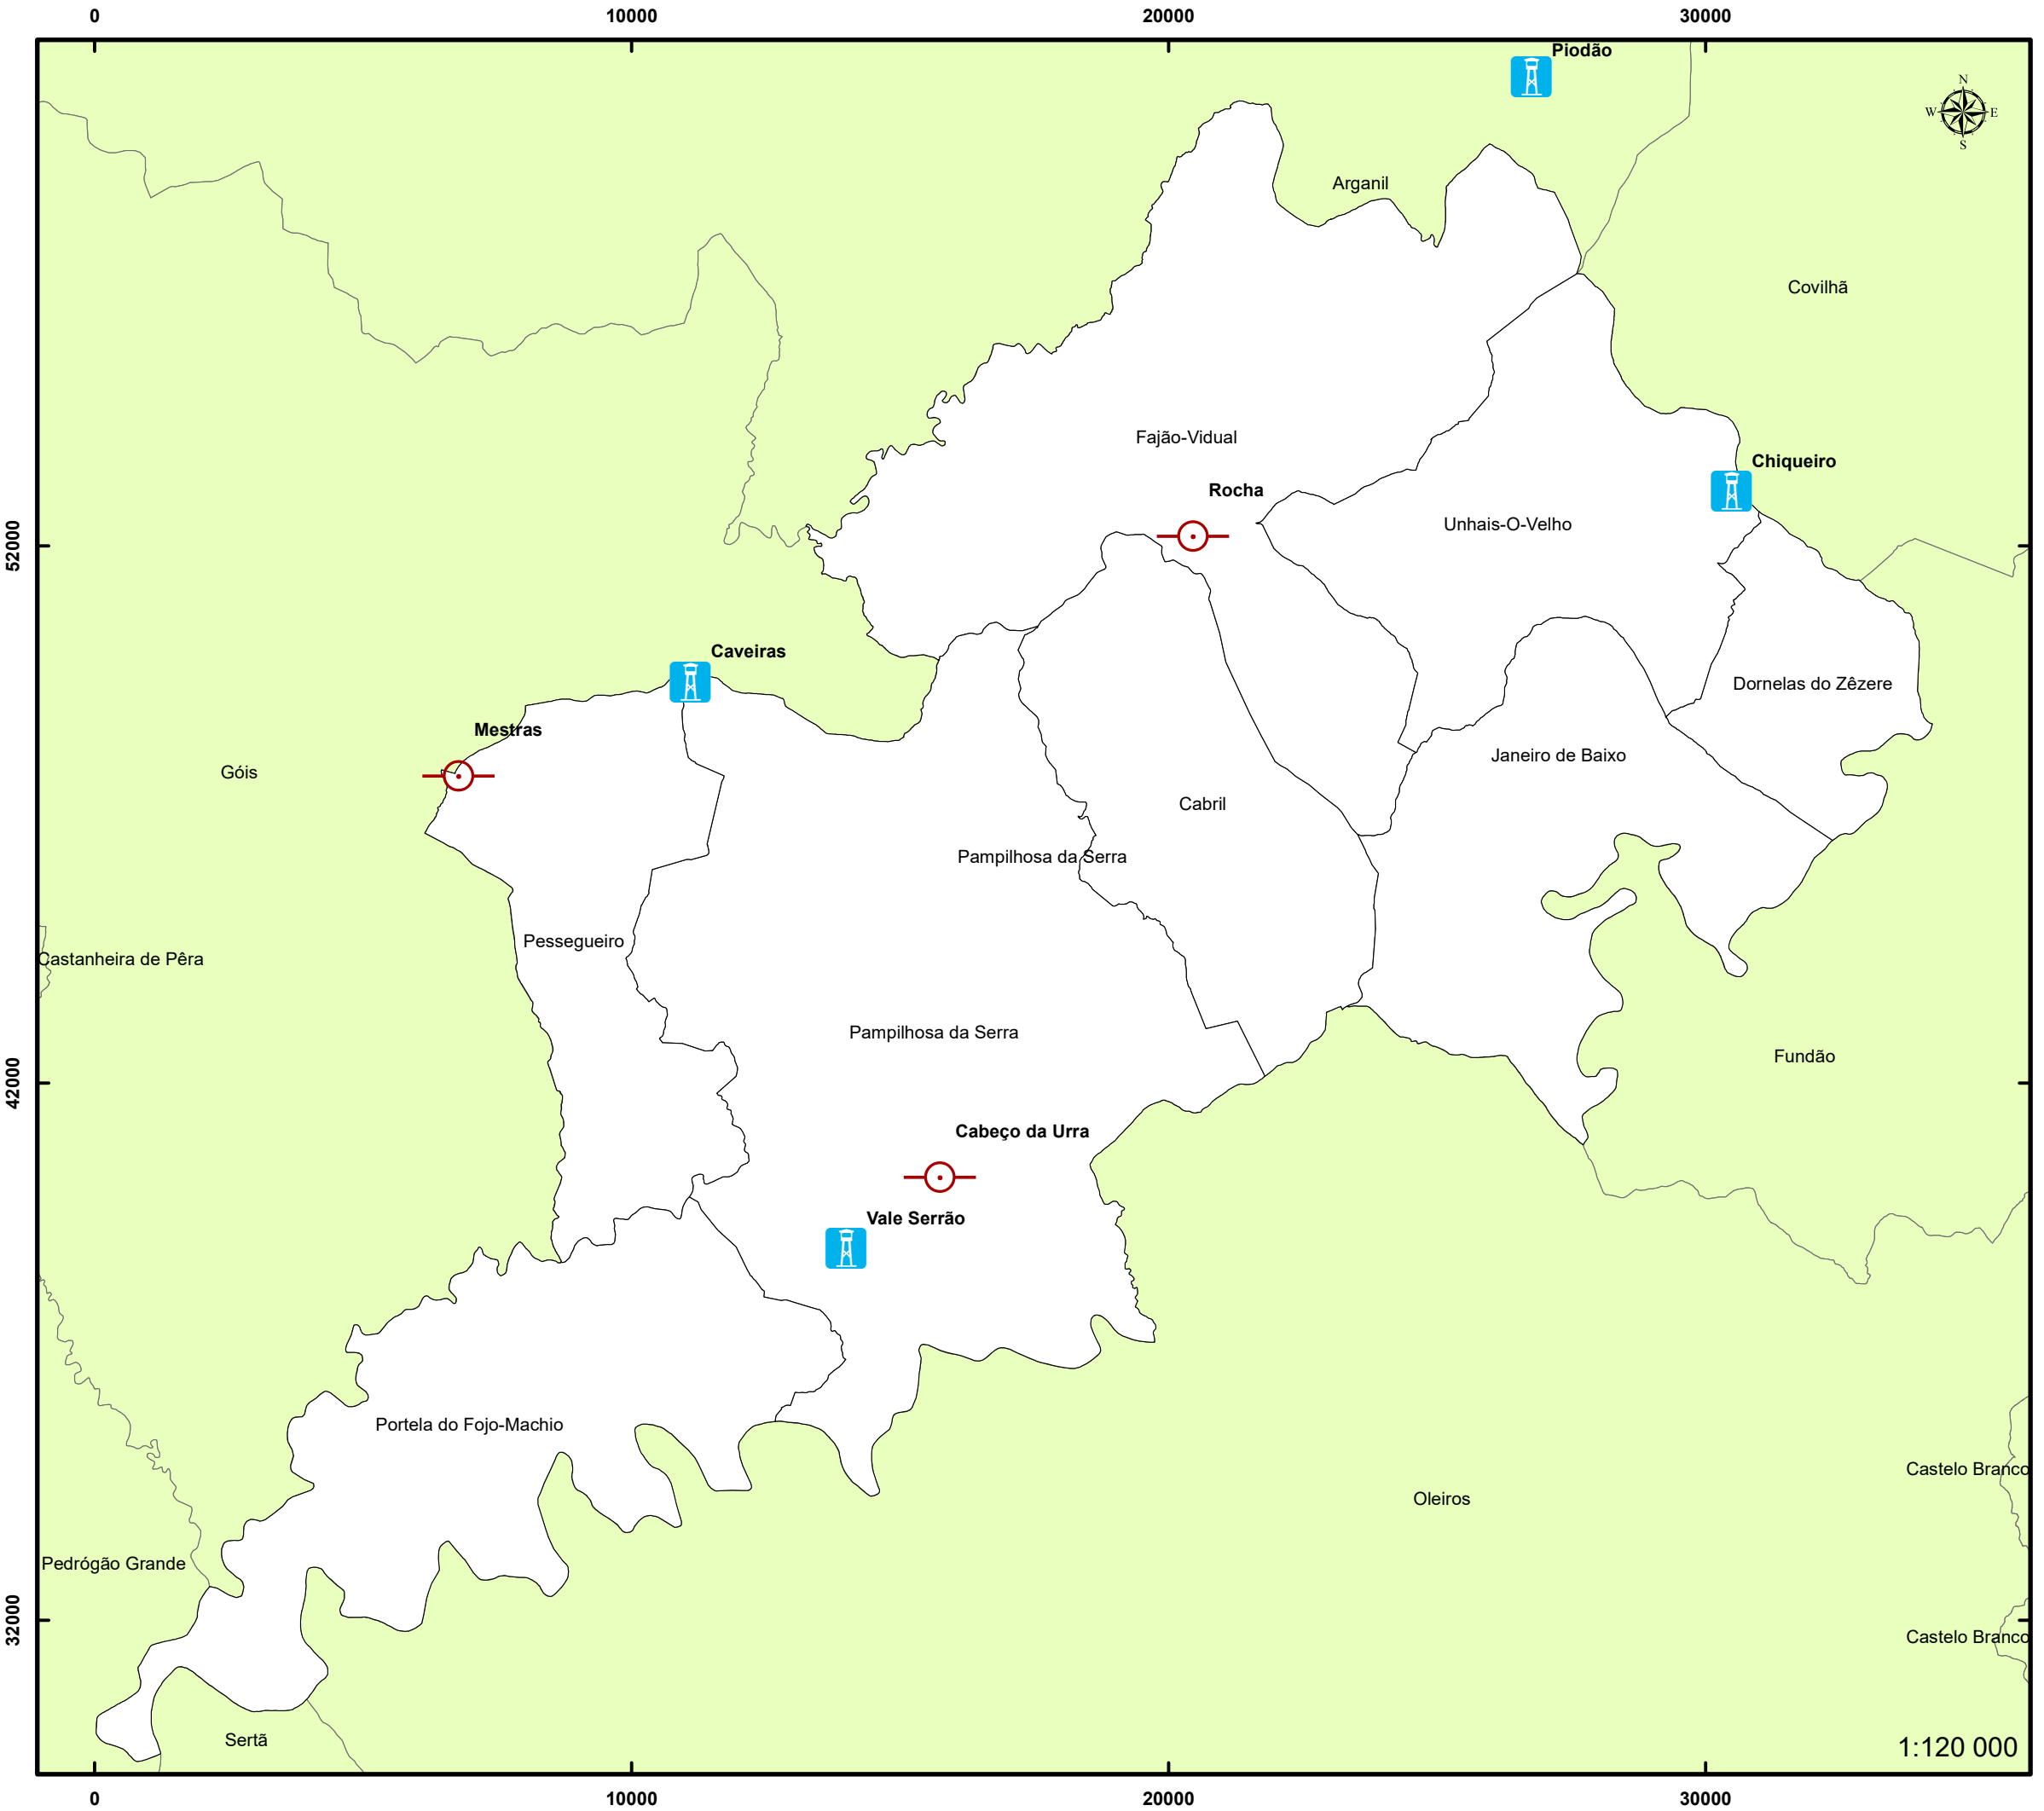 0 10000 20000 30000
Piodão
N
W E
S
Arganil
Covilhã
Fajão-Vidual
Chiqueiro
Rocha
Unhais-O-Velho
52000
Caveiras
Dornelas do Zêzere
Mestras
Janeiro de Baixo
Góis
Cabril
Pampilhosa da Serra
Pessegueiro
Castanheira de Pêra
Pampilhosa da Serra
Fundão
42000
Cabeço da Urra
Vale Serrão
Portela do Fojo-Machio
Castelo Branco
Oleiros
Pedrógão Grande
32000
Castelo Branco
Sertã
1:120 000
0 10000 20000 30000